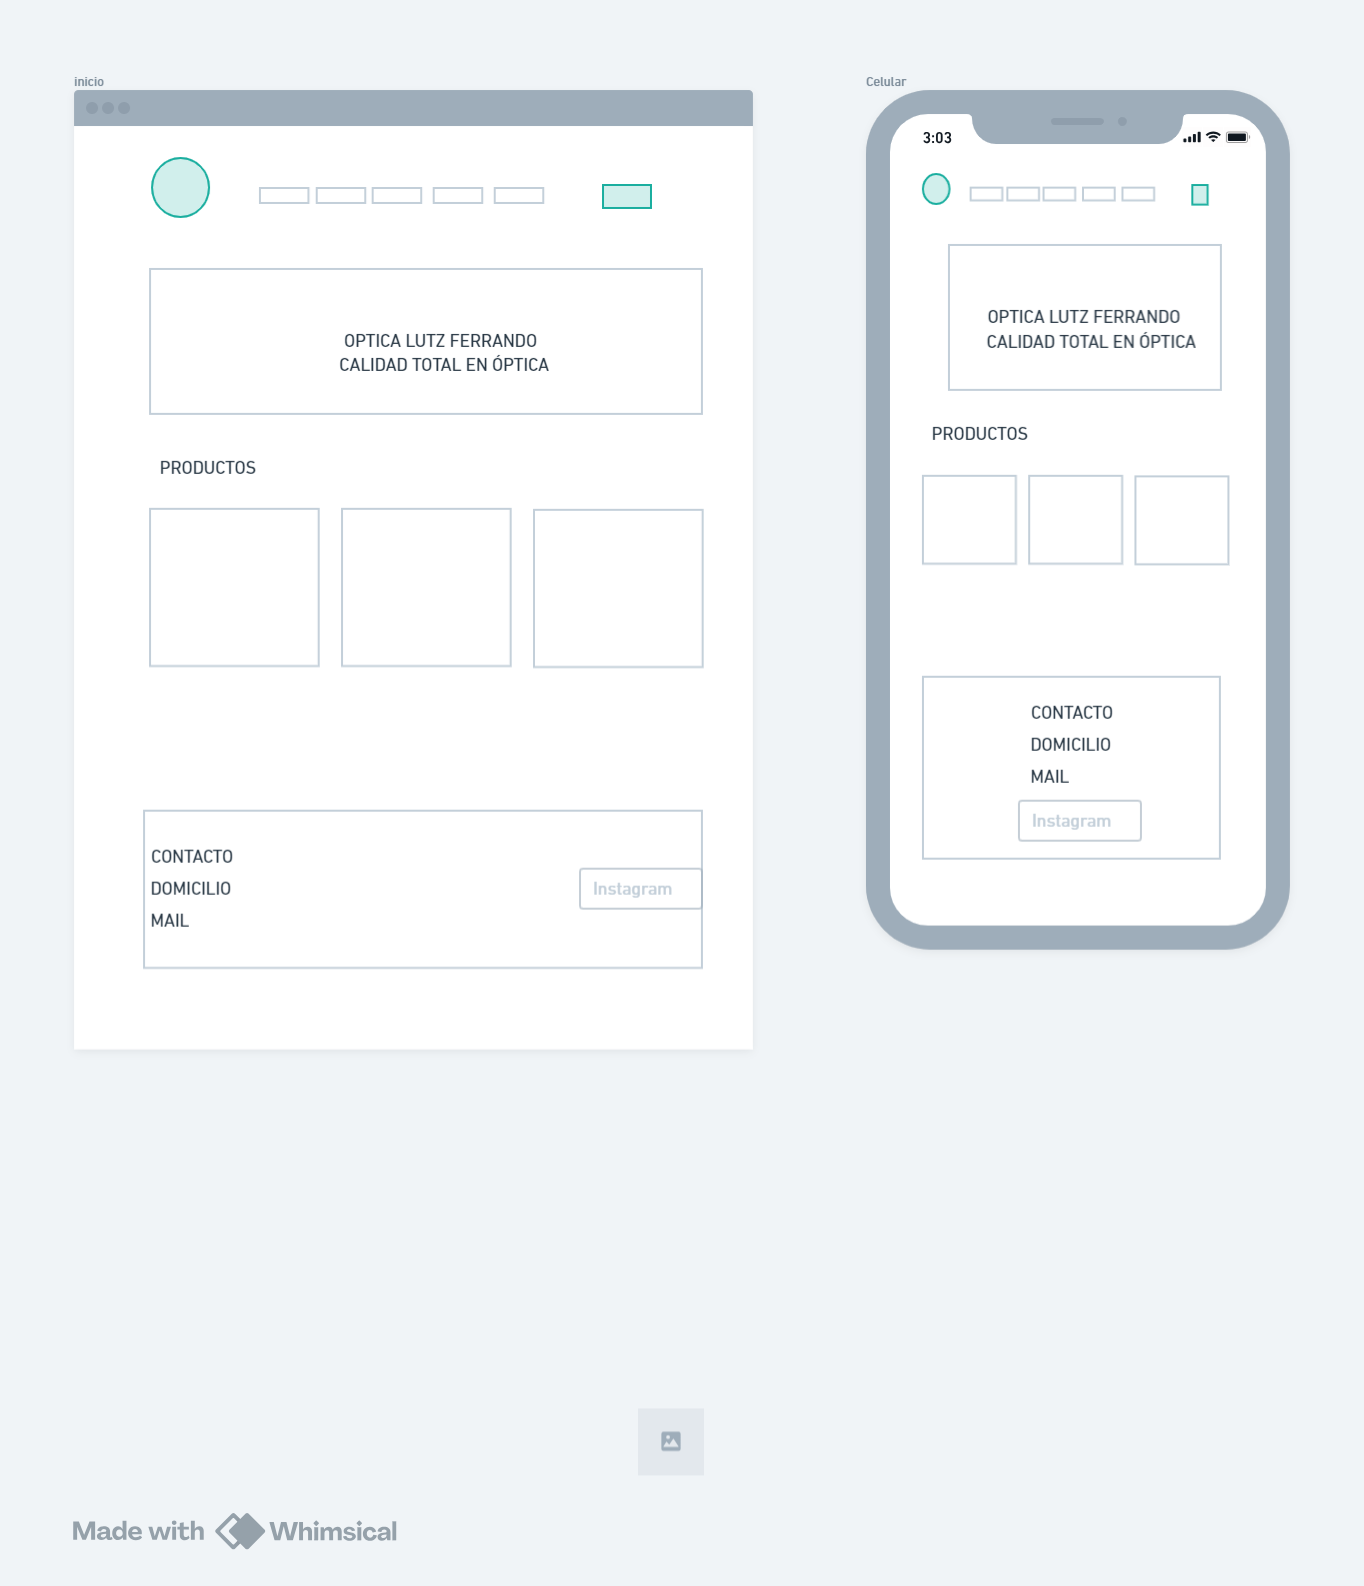 inicio
OPTICA LUTZ FERRANDO
CALIDAD TOTAL EN ÓPTICA
PRODUCTOS
CONTACTO
DOMICILIO
MAIL
Instagram
Celular
3:03
OPTICA LUTZ FERRANDO
CALIDAD TOTAL EN ÓPTICA
PRODUCTOS
CONTACTO
DOMICILIO
MAIL
Instagram
Made with Whimsical